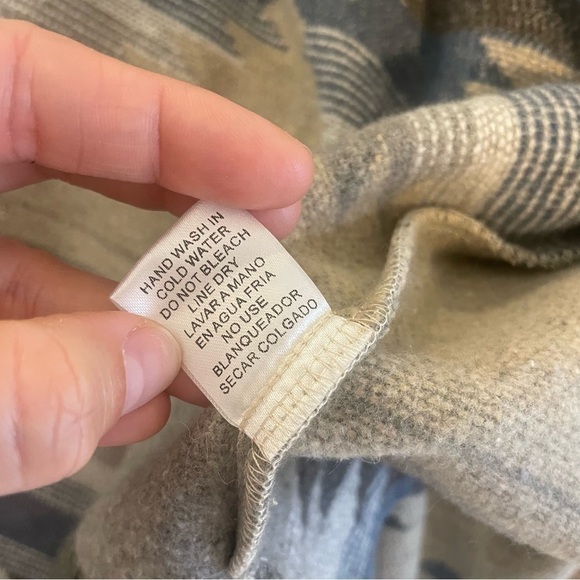 HAND WASH IN
COLD WATER
DO NOT BLEACH
LINE DRY
LAVAR A MANO
EN AGUA FRIA
NO USE
BLANQUEADOR
SECAR COLGADO